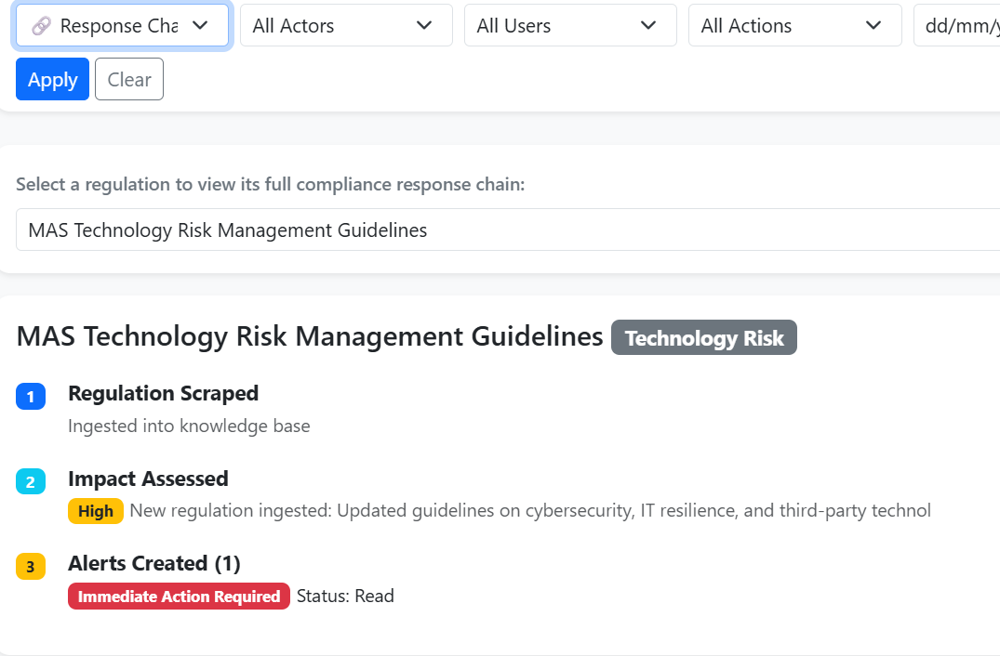 Response Cha
All Actors
All Users
All Actions
dd/mm/y
Apply
Clear
Select a regulation to view its full compliance response chain:
MAS Technology Risk Management Guidelines
MAS Technology Risk Management Guidelines Technology Risk
1 Regulation Scraped
Ingested into knowledge base
2 Impact Assessed
High New regulation ingested: Updated guidelines on cybersecurity, IT resilience, and third-party technol
3 Alerts Created (1)
Immediate Action Required Status: Read